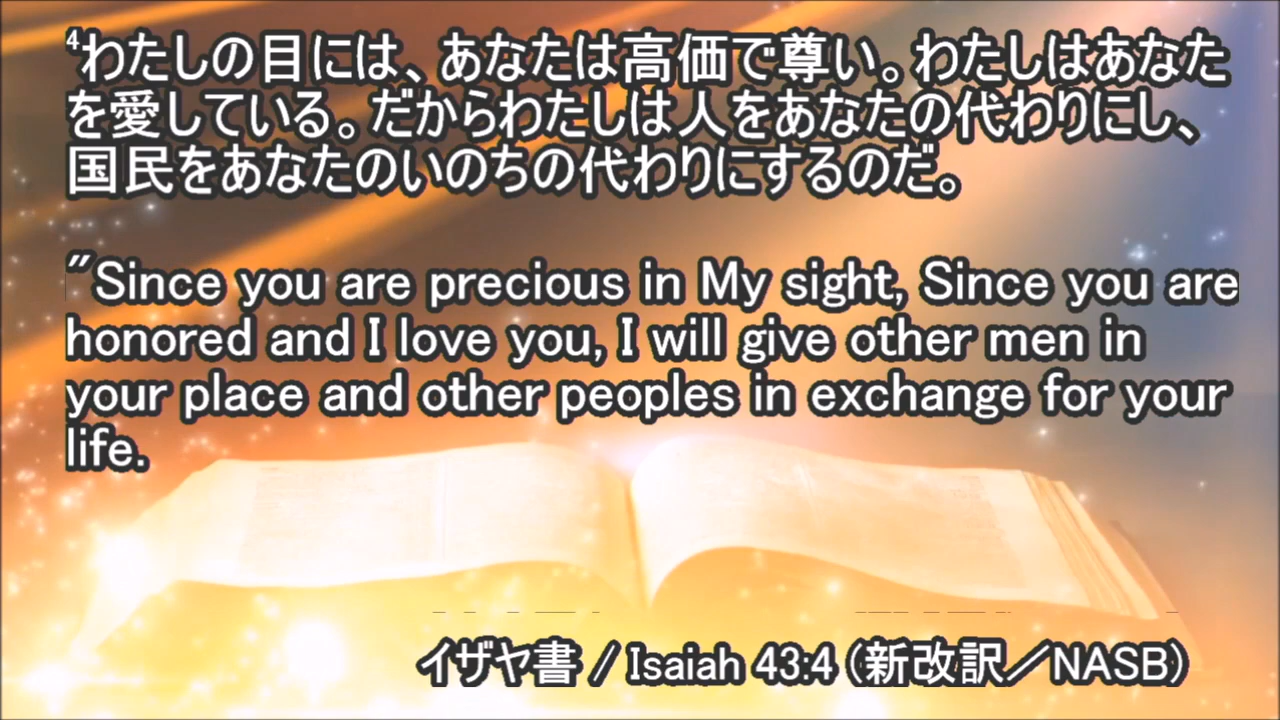 4わたしの目には、あなたは高価で尊い。わたしはあなた
を愛している。だからわたしは人をあなたの代わりにし、
国民をあなたのいのちの代わりにするのだ。
"Since you are precious in My sight, Since you are
honored and I love you, I will give other men in
your place and other peoples in exchange for your
life.
イザヤ書 / Isaiah 43:4 (新改訳／NASB)